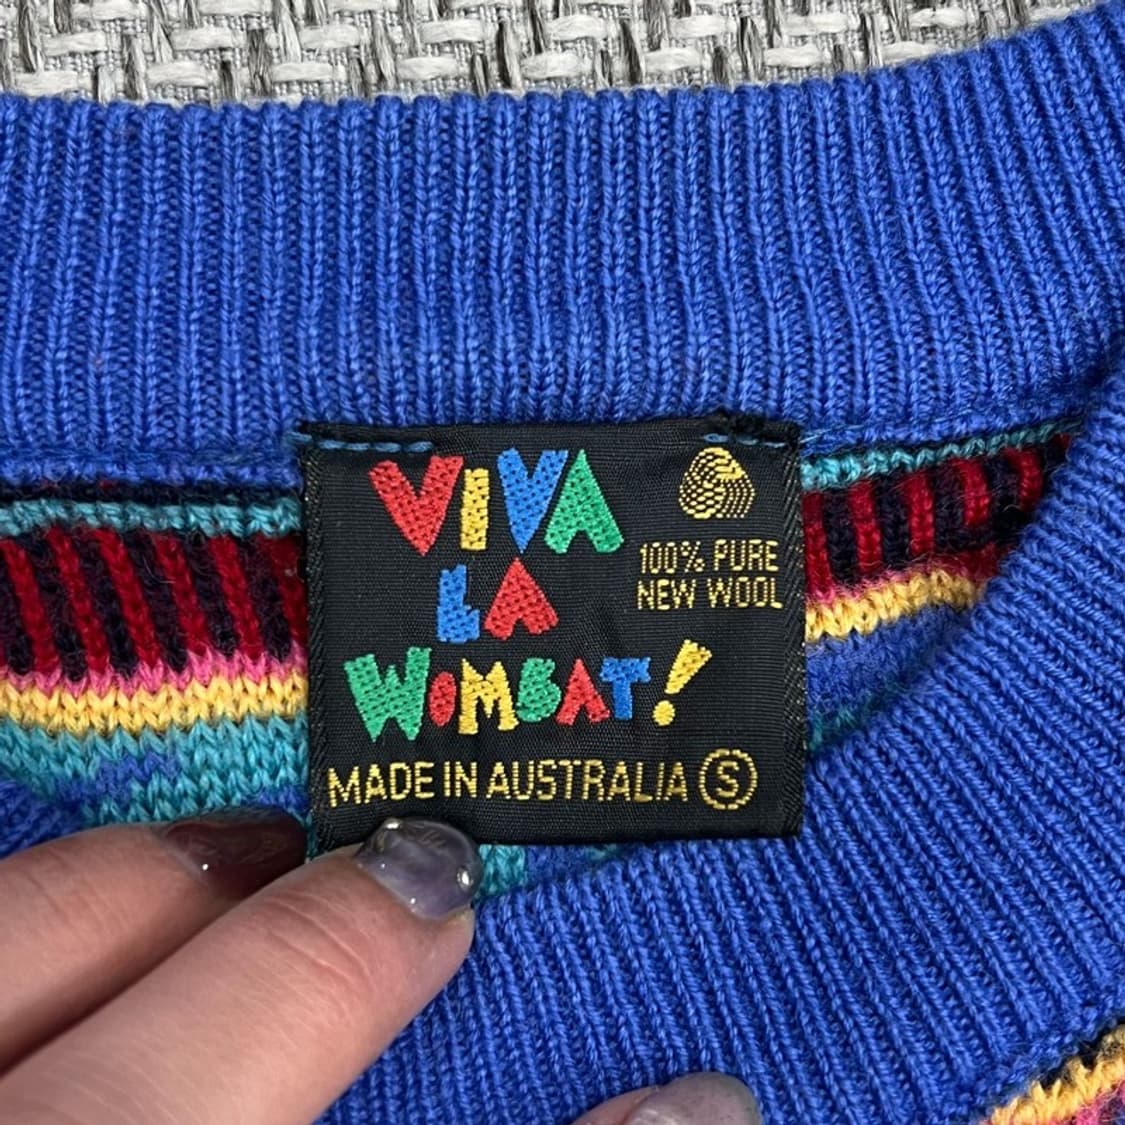 VIVA
LA
WOMBAT!
100% PURE
NEW WOOL
MADE IN AUSTRALIA S